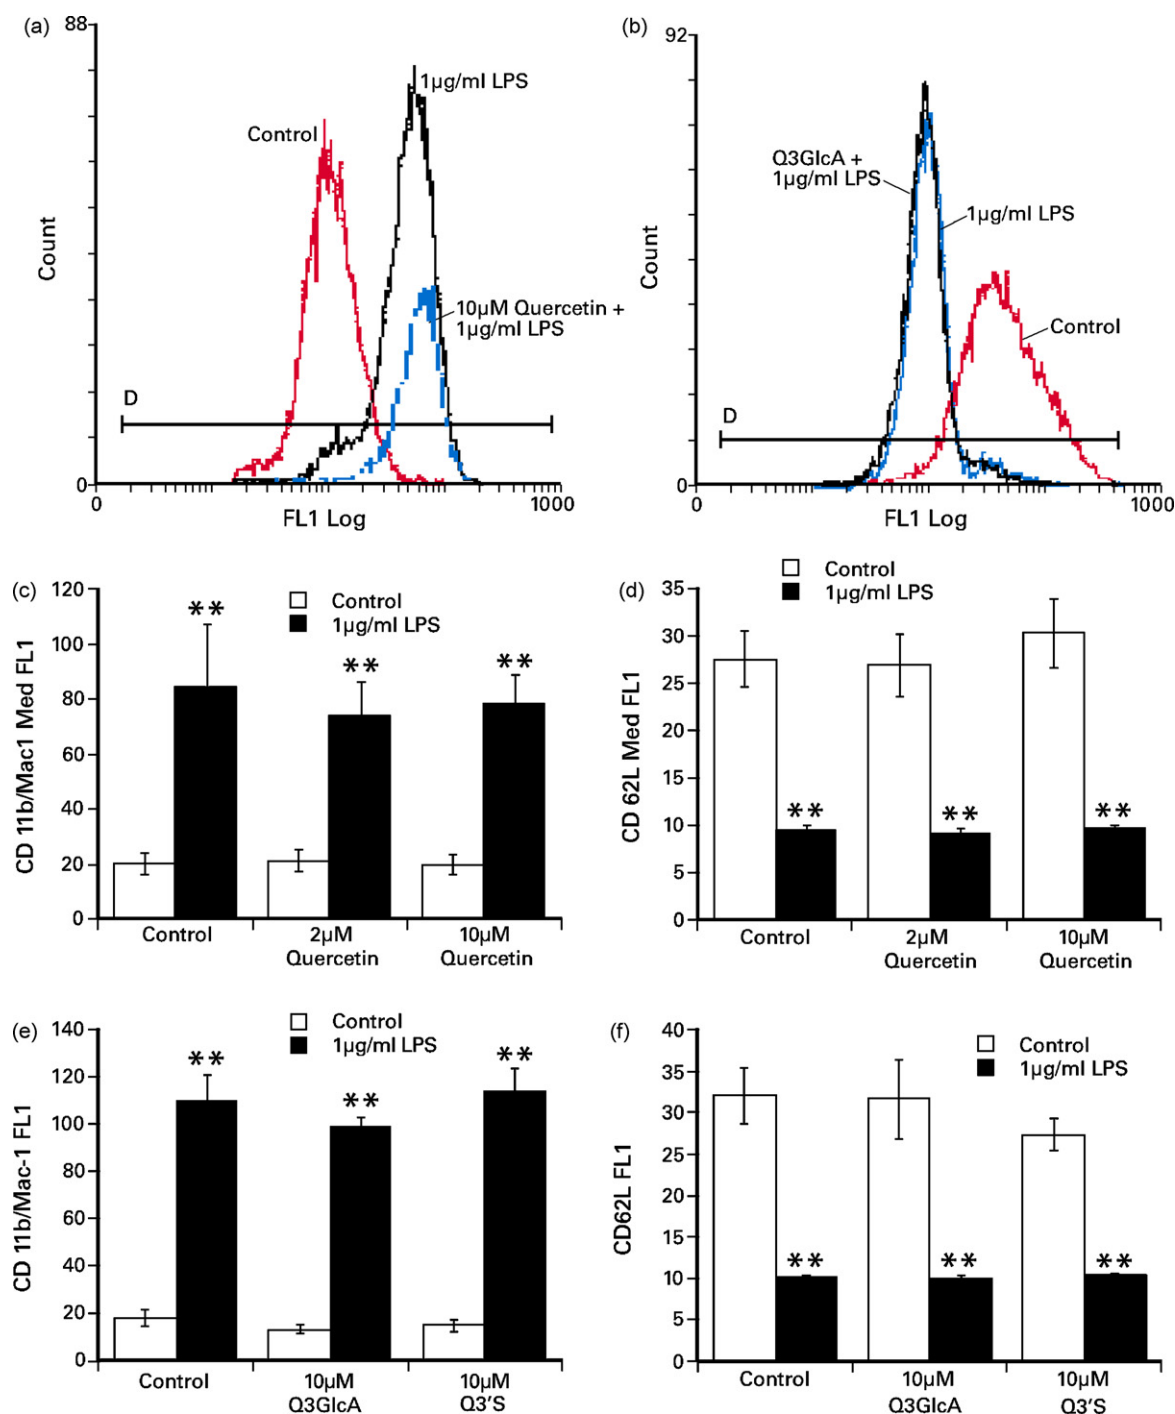 (a)
88
Count
Control
1µg/ml LPS
10µM Quercetin +
1µg/ml LPS
D
0
0
1000
FL1 Log
(b)
92
Count
Q3GlcA +
1µg/ml LPS
1µg/ml LPS
Control
D
0
0
1000
FL1 Log
(c)
CD 11b/Mac1 Med FL1
120
100
80
60
40
20
0
Control
1µg/ml LPS
**
**
**
Control
2µM
Quercetin
10µM
Quercetin
(d)
CD 62L Med FL1
35
30
25
20
15
10
5
0
Control
1µg/ml LPS
**
**
**
Control
2µM
Quercetin
10µM
Quercetin
(e)
CD 11b/Mac-1 FL1
140
120
100
80
60
40
20
0
Control
1µg/ml LPS
**
**
**
Control
10µM
Q3GlcA
10µM
Q3'S
(f)
CD62L FL1
40
35
30
25
20
15
10
5
0
Control
1µg/ml LPS
**
**
**
Control
10µM
Q3GlcA
10µM
Q3'S